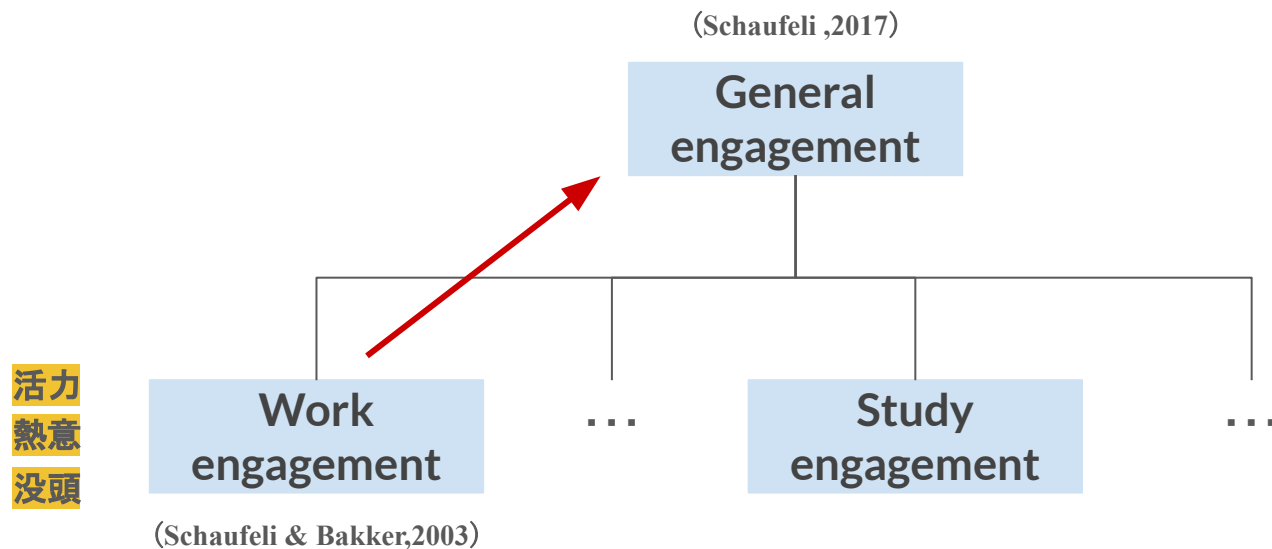 （Schaufeli ,2017）
General
engagement
活力
熱意
没頭
Work
engagement
...
Study
engagement
...
（Schaufeli & Bakker,2003）